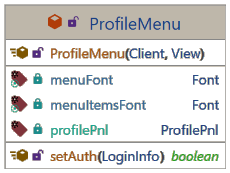 ProfileMenu
ProfileMenu(Client, View)
menuFont Font
menuItemsFont Font
profilePnl ProfilePnl
setAuth(LoginInfo) boolean